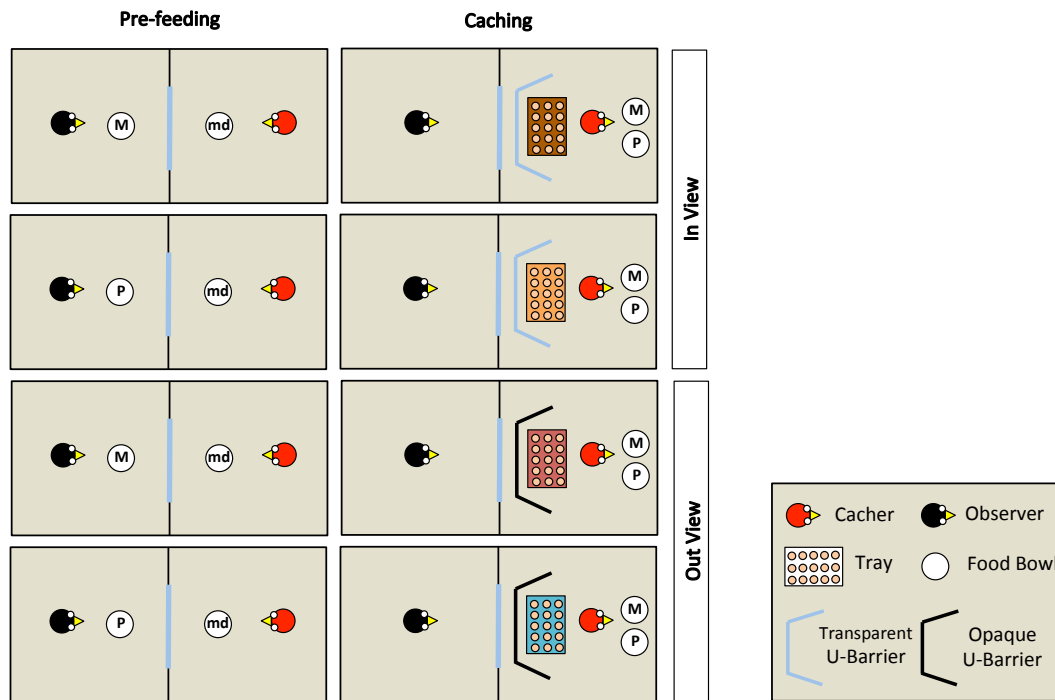 Pre-feeding
Caching
M
md
M
P
In View
P
md
M
P
M
md
M
P
Out View
P
md
M
P
Cacher
Observer
Tray
Food Bowl
Transparent
U-Barrier
Opaque
U-Barrier